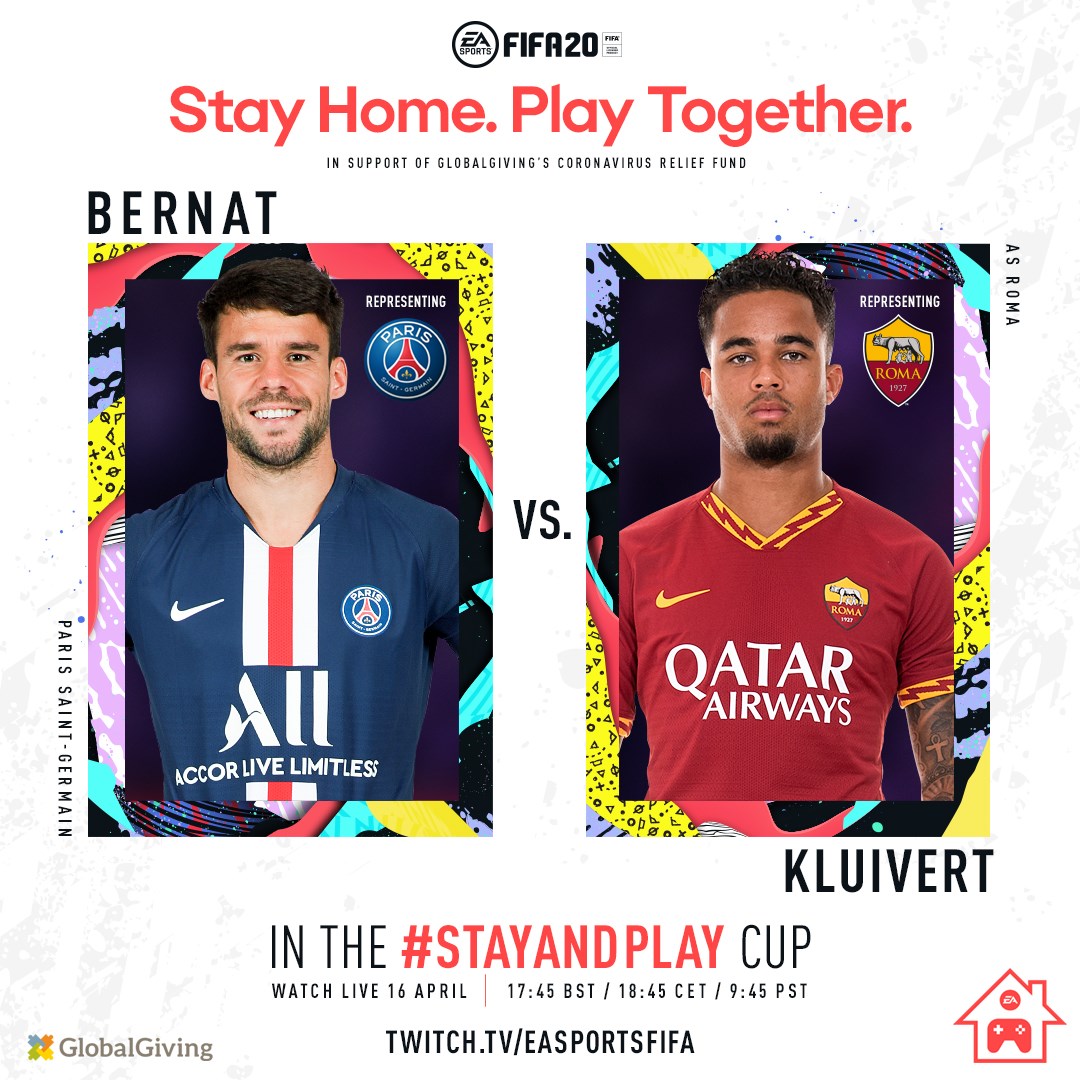 EA SPORTS FIFA20 FIFA
Stay Home. Play Together.
IN SUPPORT OF GLOBALGIVING'S CORONAVIRUS RELIEF FUND
BERNAT
REPRESENTING
PARIS
SAINT-GERMAIN
PARIS
ALL
ACCOR LIVE LIMITLESS
PARIS SAINT-GERMAIN
VS.
REPRESENTING
ROMA
1927
ROMA
1927
QATAR
AIRWAYS
AS ROMA
KLUIVERT
IN THE #STAYANDPLAY CUP
WATCH LIVE 16 APRIL | 17:45 BST / 18:45 CET / 9:45 PST
TWITCH.TV/EASPORTSFIFA
GlobalGiving
EA